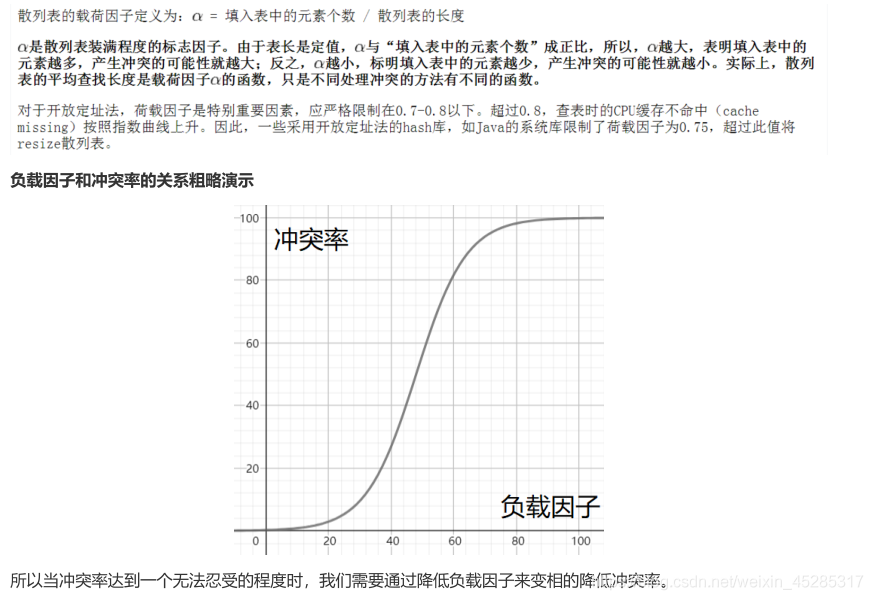 散列表的载荷因子定义为：α = 填入表中的元素个数 / 散列表的长度
α是散列表装满程度的标志因子。由于表长是定值，α与“填入表中的元素个数”成正比，所以，α越大，表明填入表中的
元素越多，产生冲突的可能性就越大；反之，α越小，标明填入表中的元素越少，产生冲突的可能性就越小。实际上，散列
表的平均查找长度是载荷因子α的函数，只是不同处理冲突的方法有不同的函数。
对于开放定址法，荷载因子是特别重要因素，应严格限制在0.7-0.8以下。超过0.8，查表时的CPU缓存不命中（cache
missing）按照指数曲线上升。因此，一些采用开放定址法的hash库，如Java的系统库限制了荷载因子为0.75，超过此值将
resize散列表。
负载因子和冲突率的关系粗略演示
100
冲突率
80
60
40
20
负载因子
0 20 40 60 80 100
所以当冲突率达到一个无法忍受的程度时，我们需要通过降低负载因子来变相的降低冲突率。
csdn.net/weixin_45285317